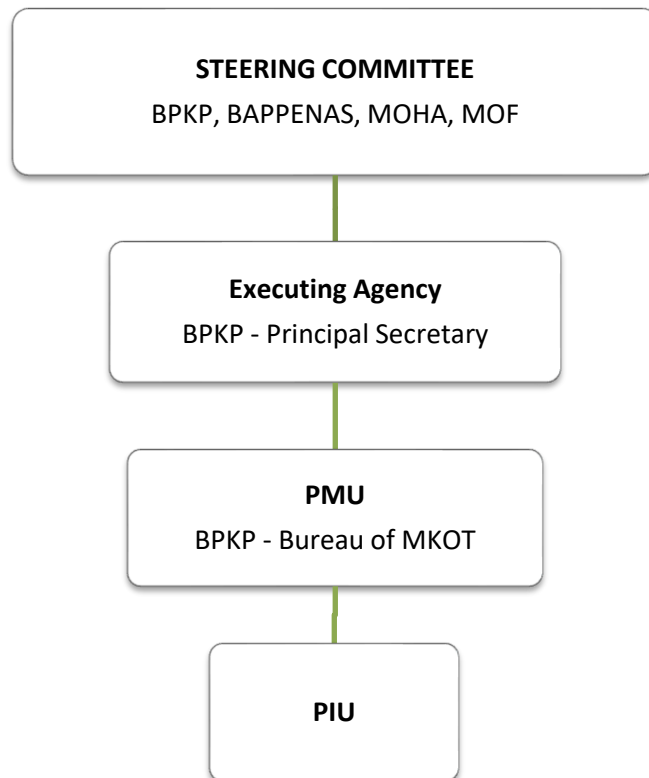 STEERING COMMITTEE
BPKP, BAPPENAS, MOHA, MOF
Executing Agency
BPKP - Principal Secretary
PMU
BPKP - Bureau of MKOT
PIU